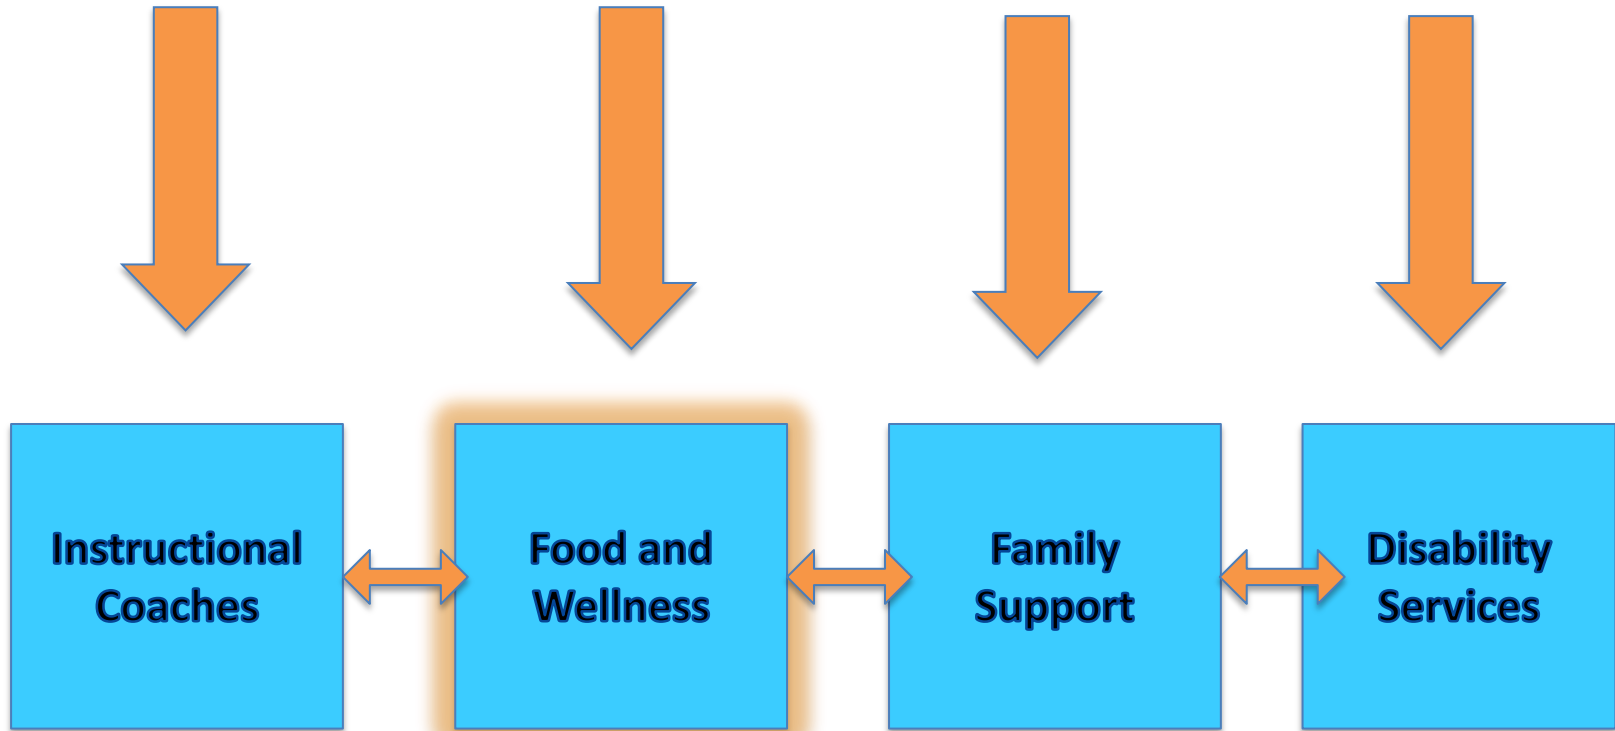 Instructional
Coaches
Food and
Wellness
Family
Support
Disability
Services